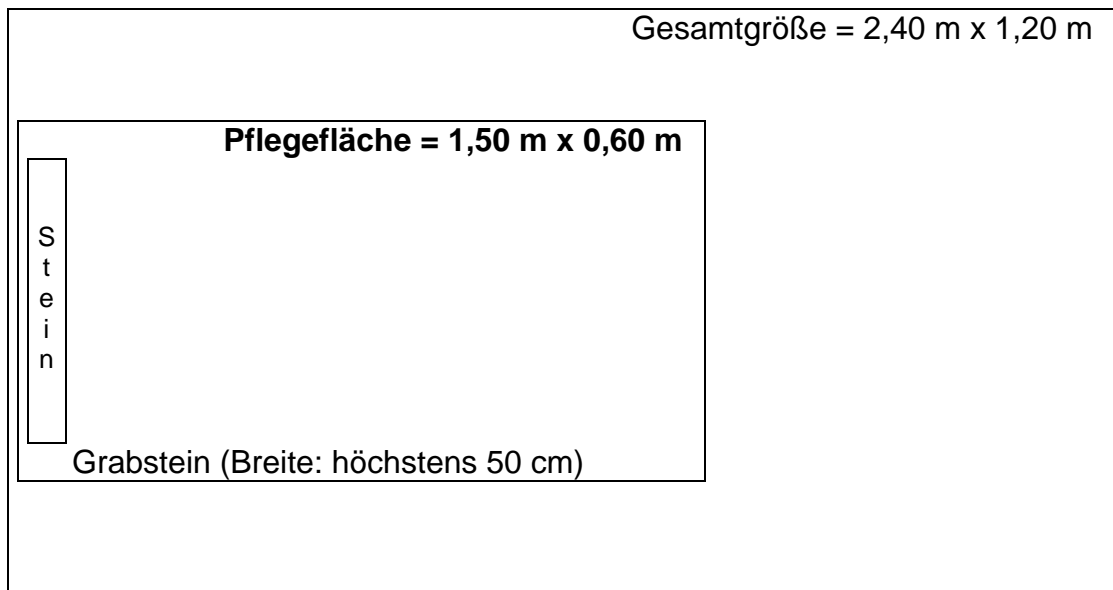 Gesamtgröße = 2,40 m x 1,20 m
Pflegefläche = 1,50 m x 0,60 m
S
t
e
i
n
Grabstein (Breite: höchstens 50 cm)